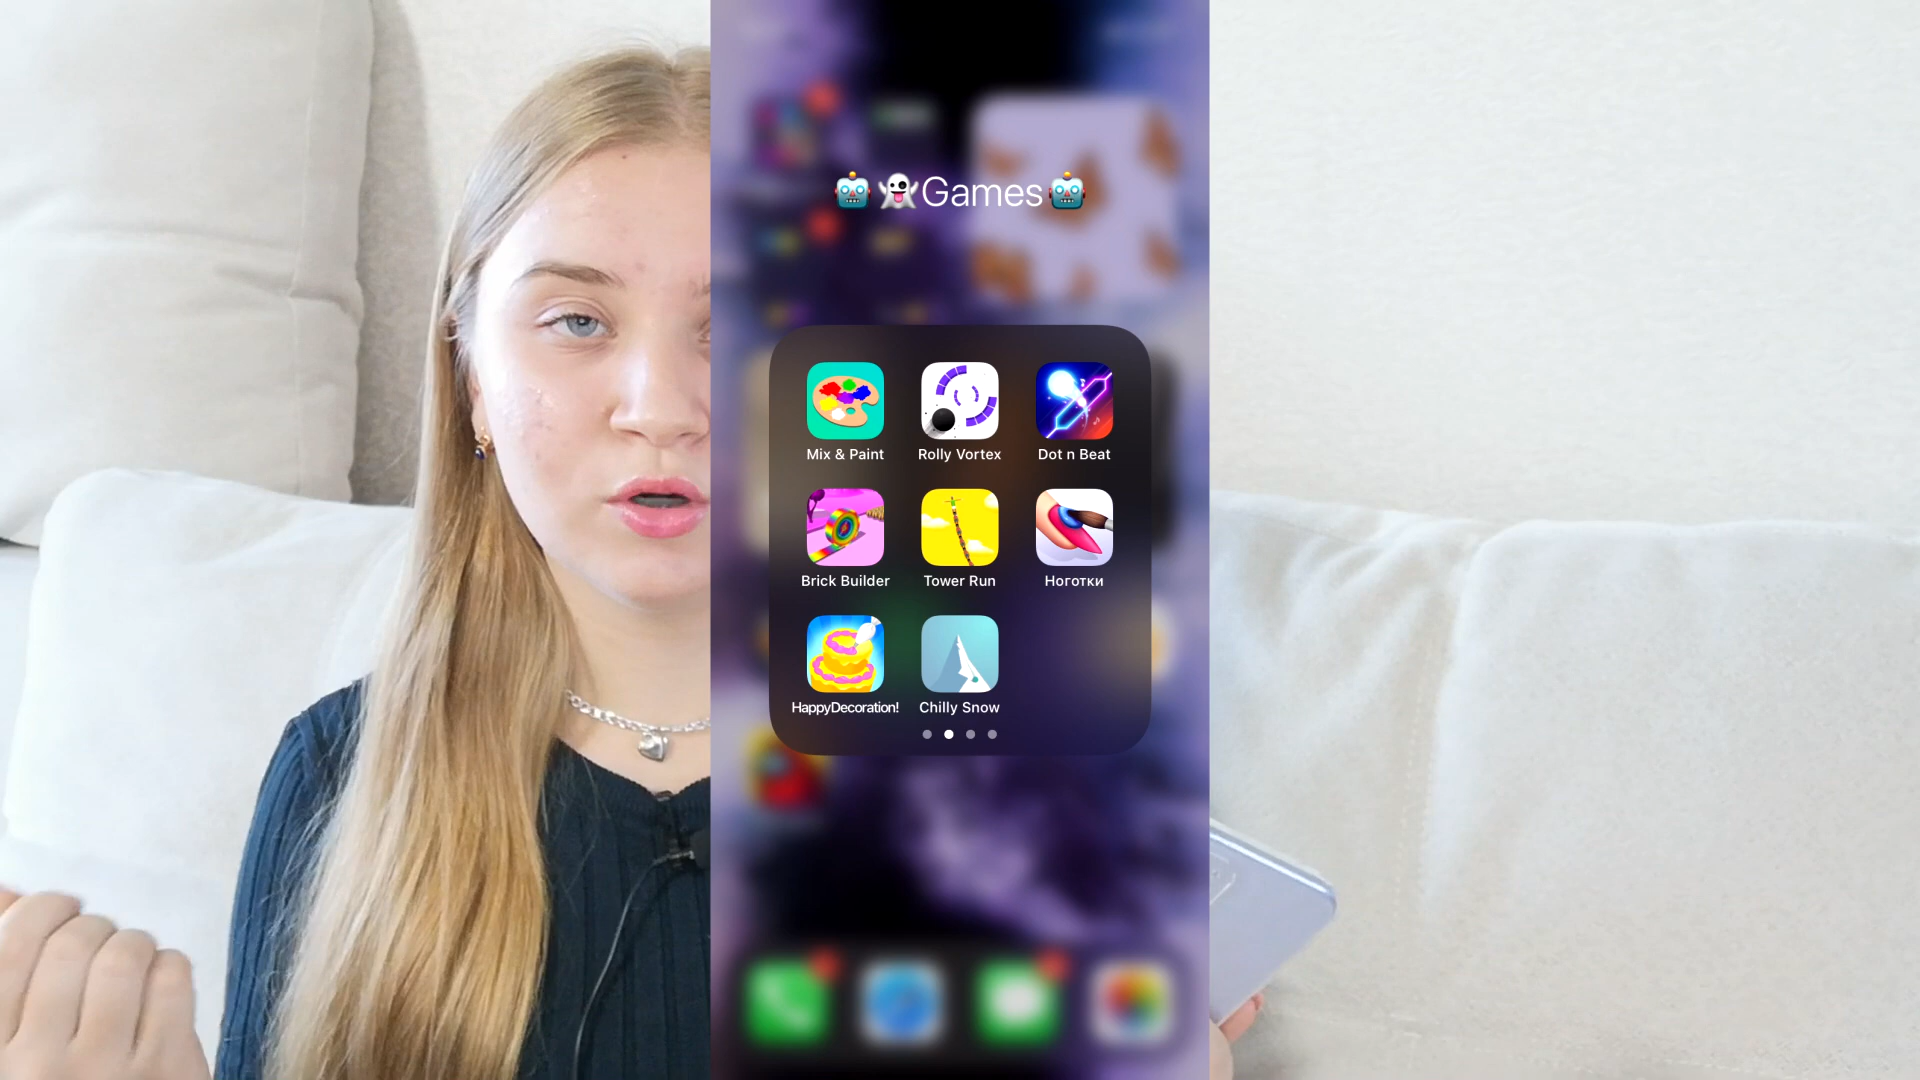 🤖👻Games🤖
Mix & Paint
Rolly Vortex
Dot n Beat
Brick Builder
Tower Run
Ноготки
HappyDecoration!
Chilly Snow